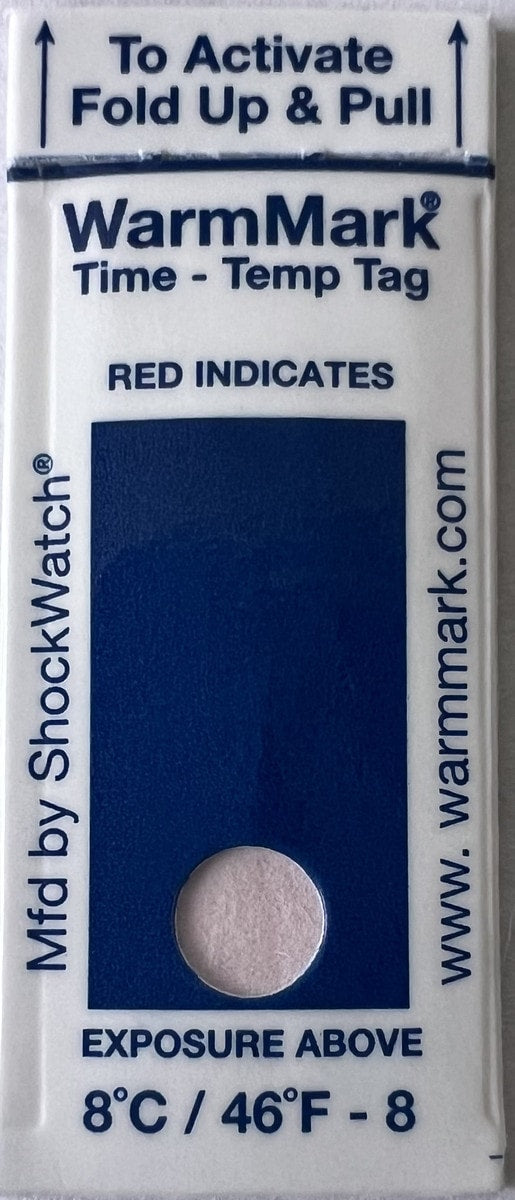 To Activate
Fold Up & Pull
WarmMark®
Time - Temp Tag
RED INDICATES
Mfd by ShockWatch®
www. warmmark.com
EXPOSURE ABOVE
8°C / 46°F - 8